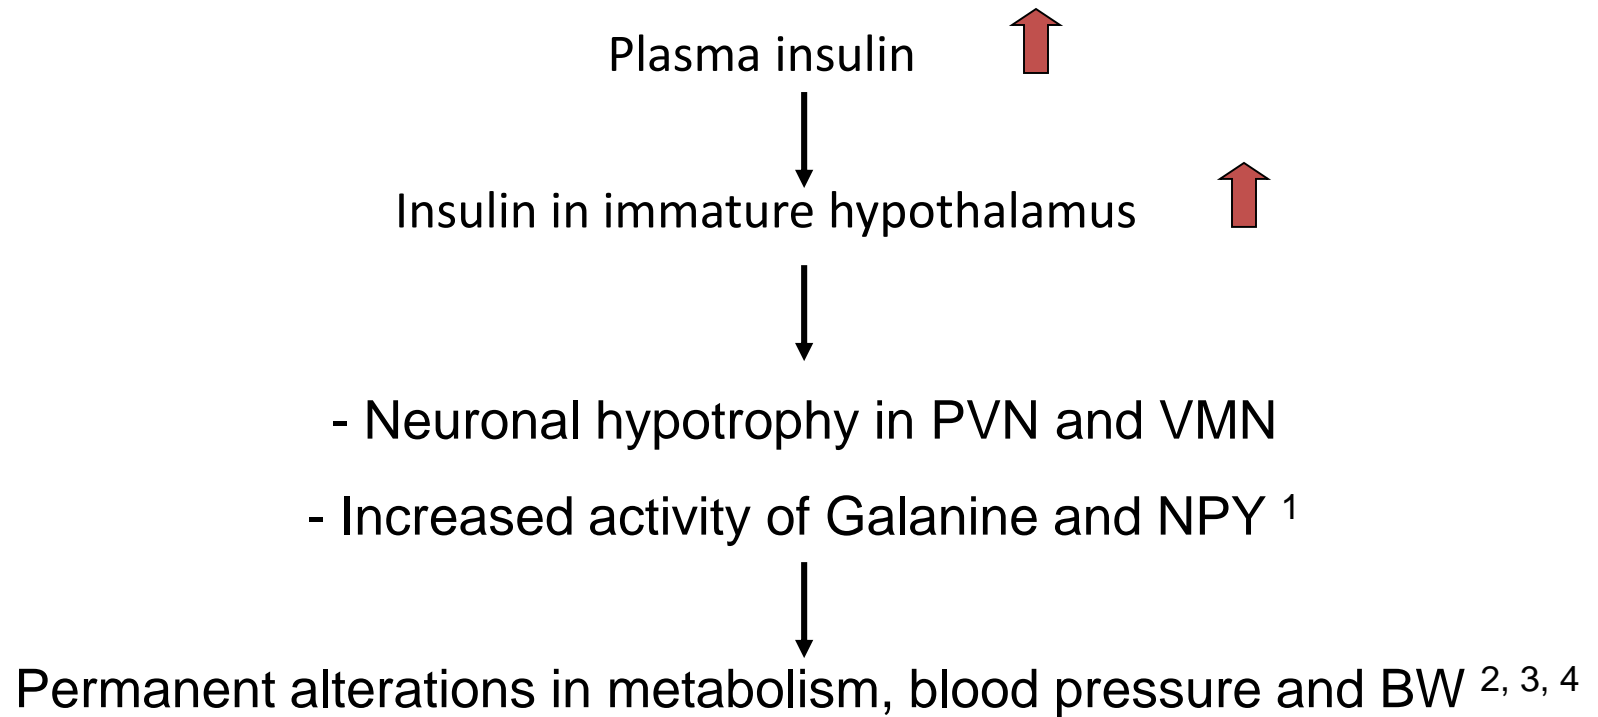 Plasma insulin
Insulin in immature hypothalamus
- Neuronal hypotrophy in PVN and VMN
- Increased activity of Galanine and NPY 1
Permanent alterations in metabolism, blood pressure and BW 2, 3, 4